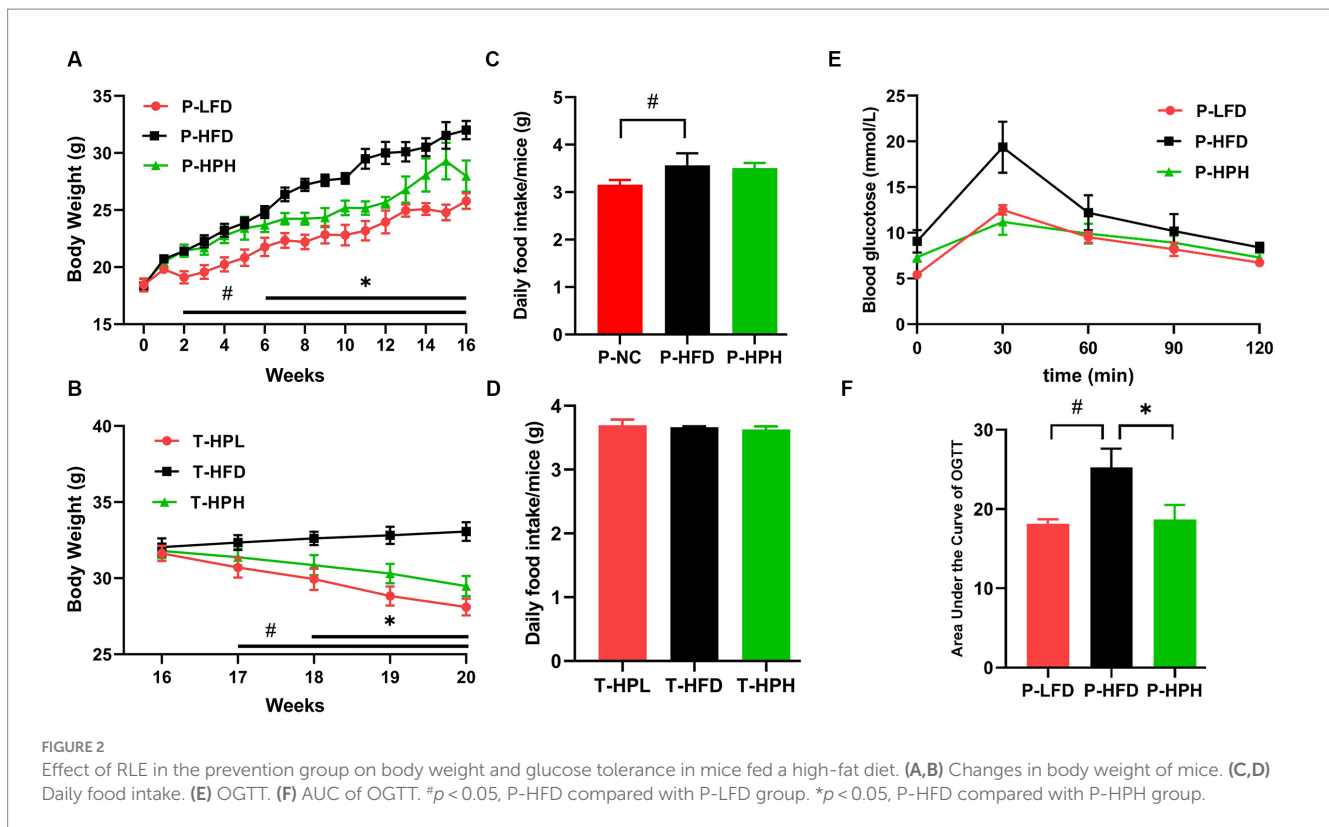 A
35
30
25
20
15
Body Weight (g)
P-LFD
P-HFD
P-HPH
#
*
0 2 4 6 8 10 12 14 16
Weeks
B
40
35
30
25
Body Weight (g)
T-HPL
T-HFD
T-HPH
#
*
16 17 18 19 20
Weeks
C
5
4
3
2
1
0
Daily food intake/mice (g)
#
P-NC P-HFD P-HPH
D
4
3
2
1
0
Daily food intake/mice (g)
T-HPL T-HFD T-HPH
E
25
20
15
10
5
0
Blood glucotose (mmol/L)
P-LFD
P-HFD
P-HPH
0 30 60 90 120
time (min)
F
30
20
10
0
Area Under the Curve of OGTT
# *
P-LFD P-HFD P-HPH
FIGURE 2
Effect of RLE in the prevention group on body weight and glucose tolerance in mice fed a high-fat diet. (A,B) Changes in body weight of mice. (C,D)
Daily food intake. (E) OGTT. (F) AUC of OGTT. #p < 0.05, P-HFD compared with P-LFD group. *p < 0.05, P-HFD compared with P-HPH group.